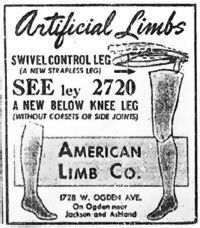 Artificial Limbs
SWIVEL CONTROL LEG
(A NEW STRAPLESS LEG)
SEE ley 2720
A NEW BELOW KNEE LEG
(WITHOUT CORSETS OR SIDE JOINTS)
AMERICAN
LIMB CO.
1728 W. OGDEN AVE.
On Ogden near
Jackson and Ashland